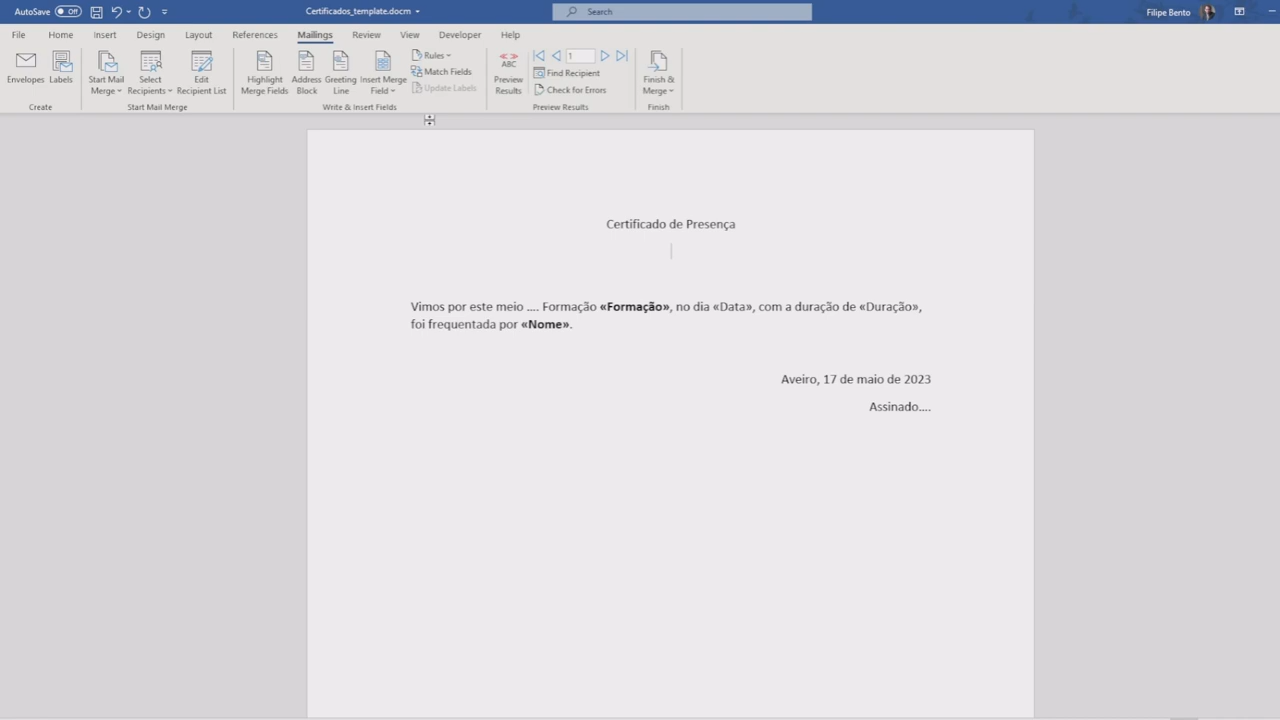 AutoSave Off Certificados_template.docm Search Filipe Bento
File Home Insert Design Layout References Mailings Review View Developer Help
Envelopes Labels
Create
Start Mail Merge Select Recipients Edit Recipient List
Start Mail Merge
Highlight Merge Fields Address Block Greeting Line Insert Merge Field
Rules
Match Fields
Update Labels
Write & Insert Fields
ABC
Preview Results
1
Find Recipient
Check for Errors
Preview Results
Finish & Merge
Finish
Certificado de Presença
Vimos por este meio .... Formação «Formação», no dia «Data», com a duração de «Duração»,
foi frequentada por «Nome».
Aveiro, 17 de maio de 2023
Assinado....